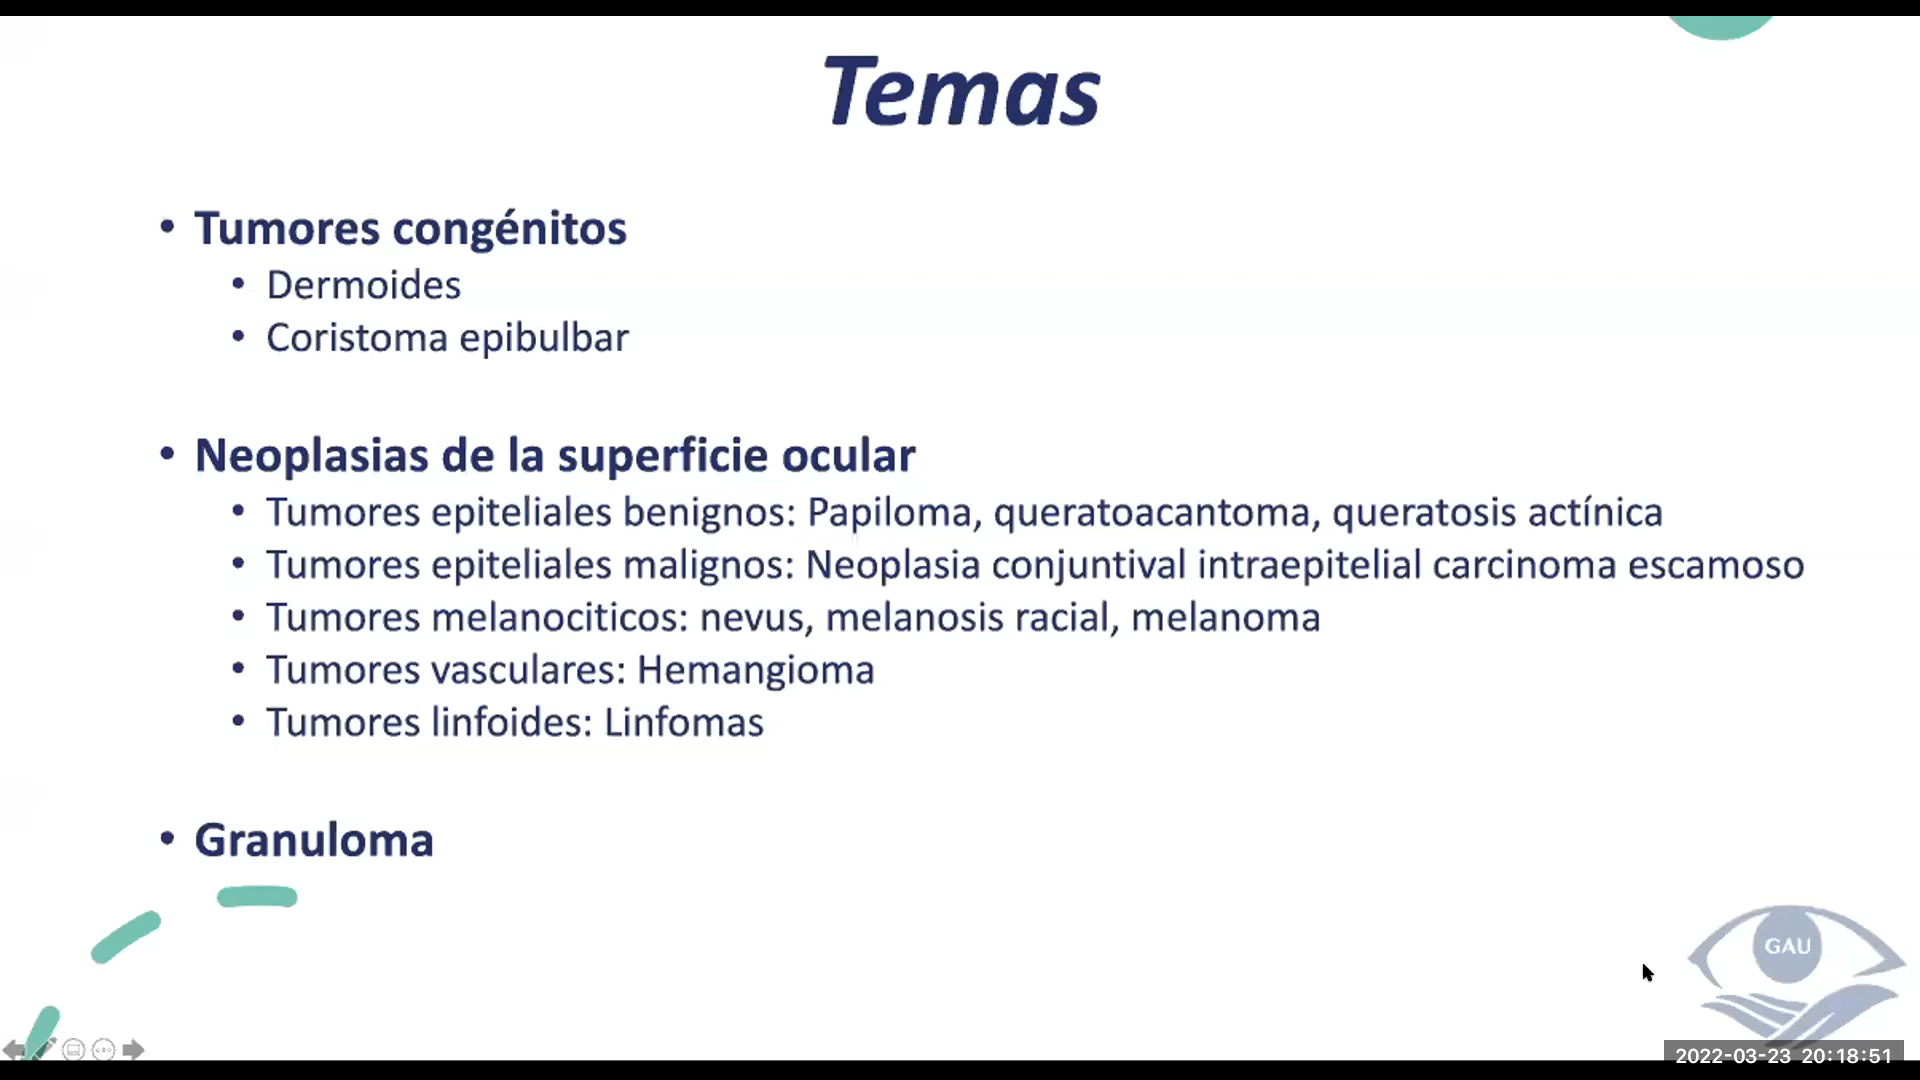 Temas
• Tumores congénitos
• Dermoides
• Coristoma epibulbar
• Neoplasias de la superficie ocular
• Tumores epiteliales benignos: Papiloma, queratoacantoma, queratosis actínica
• Tumores epiteliales malignos: Neoplasia conjuntival intraepitelial carcinoma escamoso
• Tumores melanociticos: nevus, melanosis racial, melanoma
• Tumores vasculares: Hemangioma
• Tumores linfoides: Linfomas
• Granuloma
GAU
2022-03-23 20:18:51